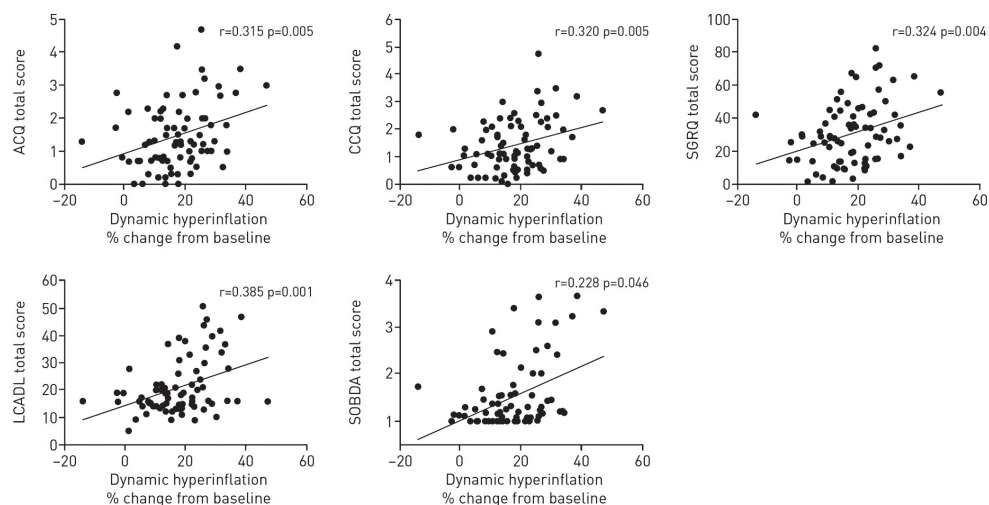 5
4
3
2
1
0
ACQ total score
r=0.315 p=0.005
−20 0 20 40 60
Dynamic hyperinflation
% change from baseline
6
5
4
3
2
1
0
CCQ total score
r=0.320 p=0.005
−20 0 20 40 60
Dynamic hyperinflation
% change from baseline
100
80
60
40
20
0
SGRQ total score
r=0.324 p=0.004
−20 0 20 40 60
Dynamic hyperinflation
% change from baseline
60
50
40
30
20
10
0
LCADL total score
r=0.385 p=0.001
−20 0 20 40 60
Dynamic hyperinflation
% change from baseline
4
3
2
1
SOBDA total score
r=0.228 p=0.046
−20 0 20 40 60
Dynamic hyperinflation
% change from baseline